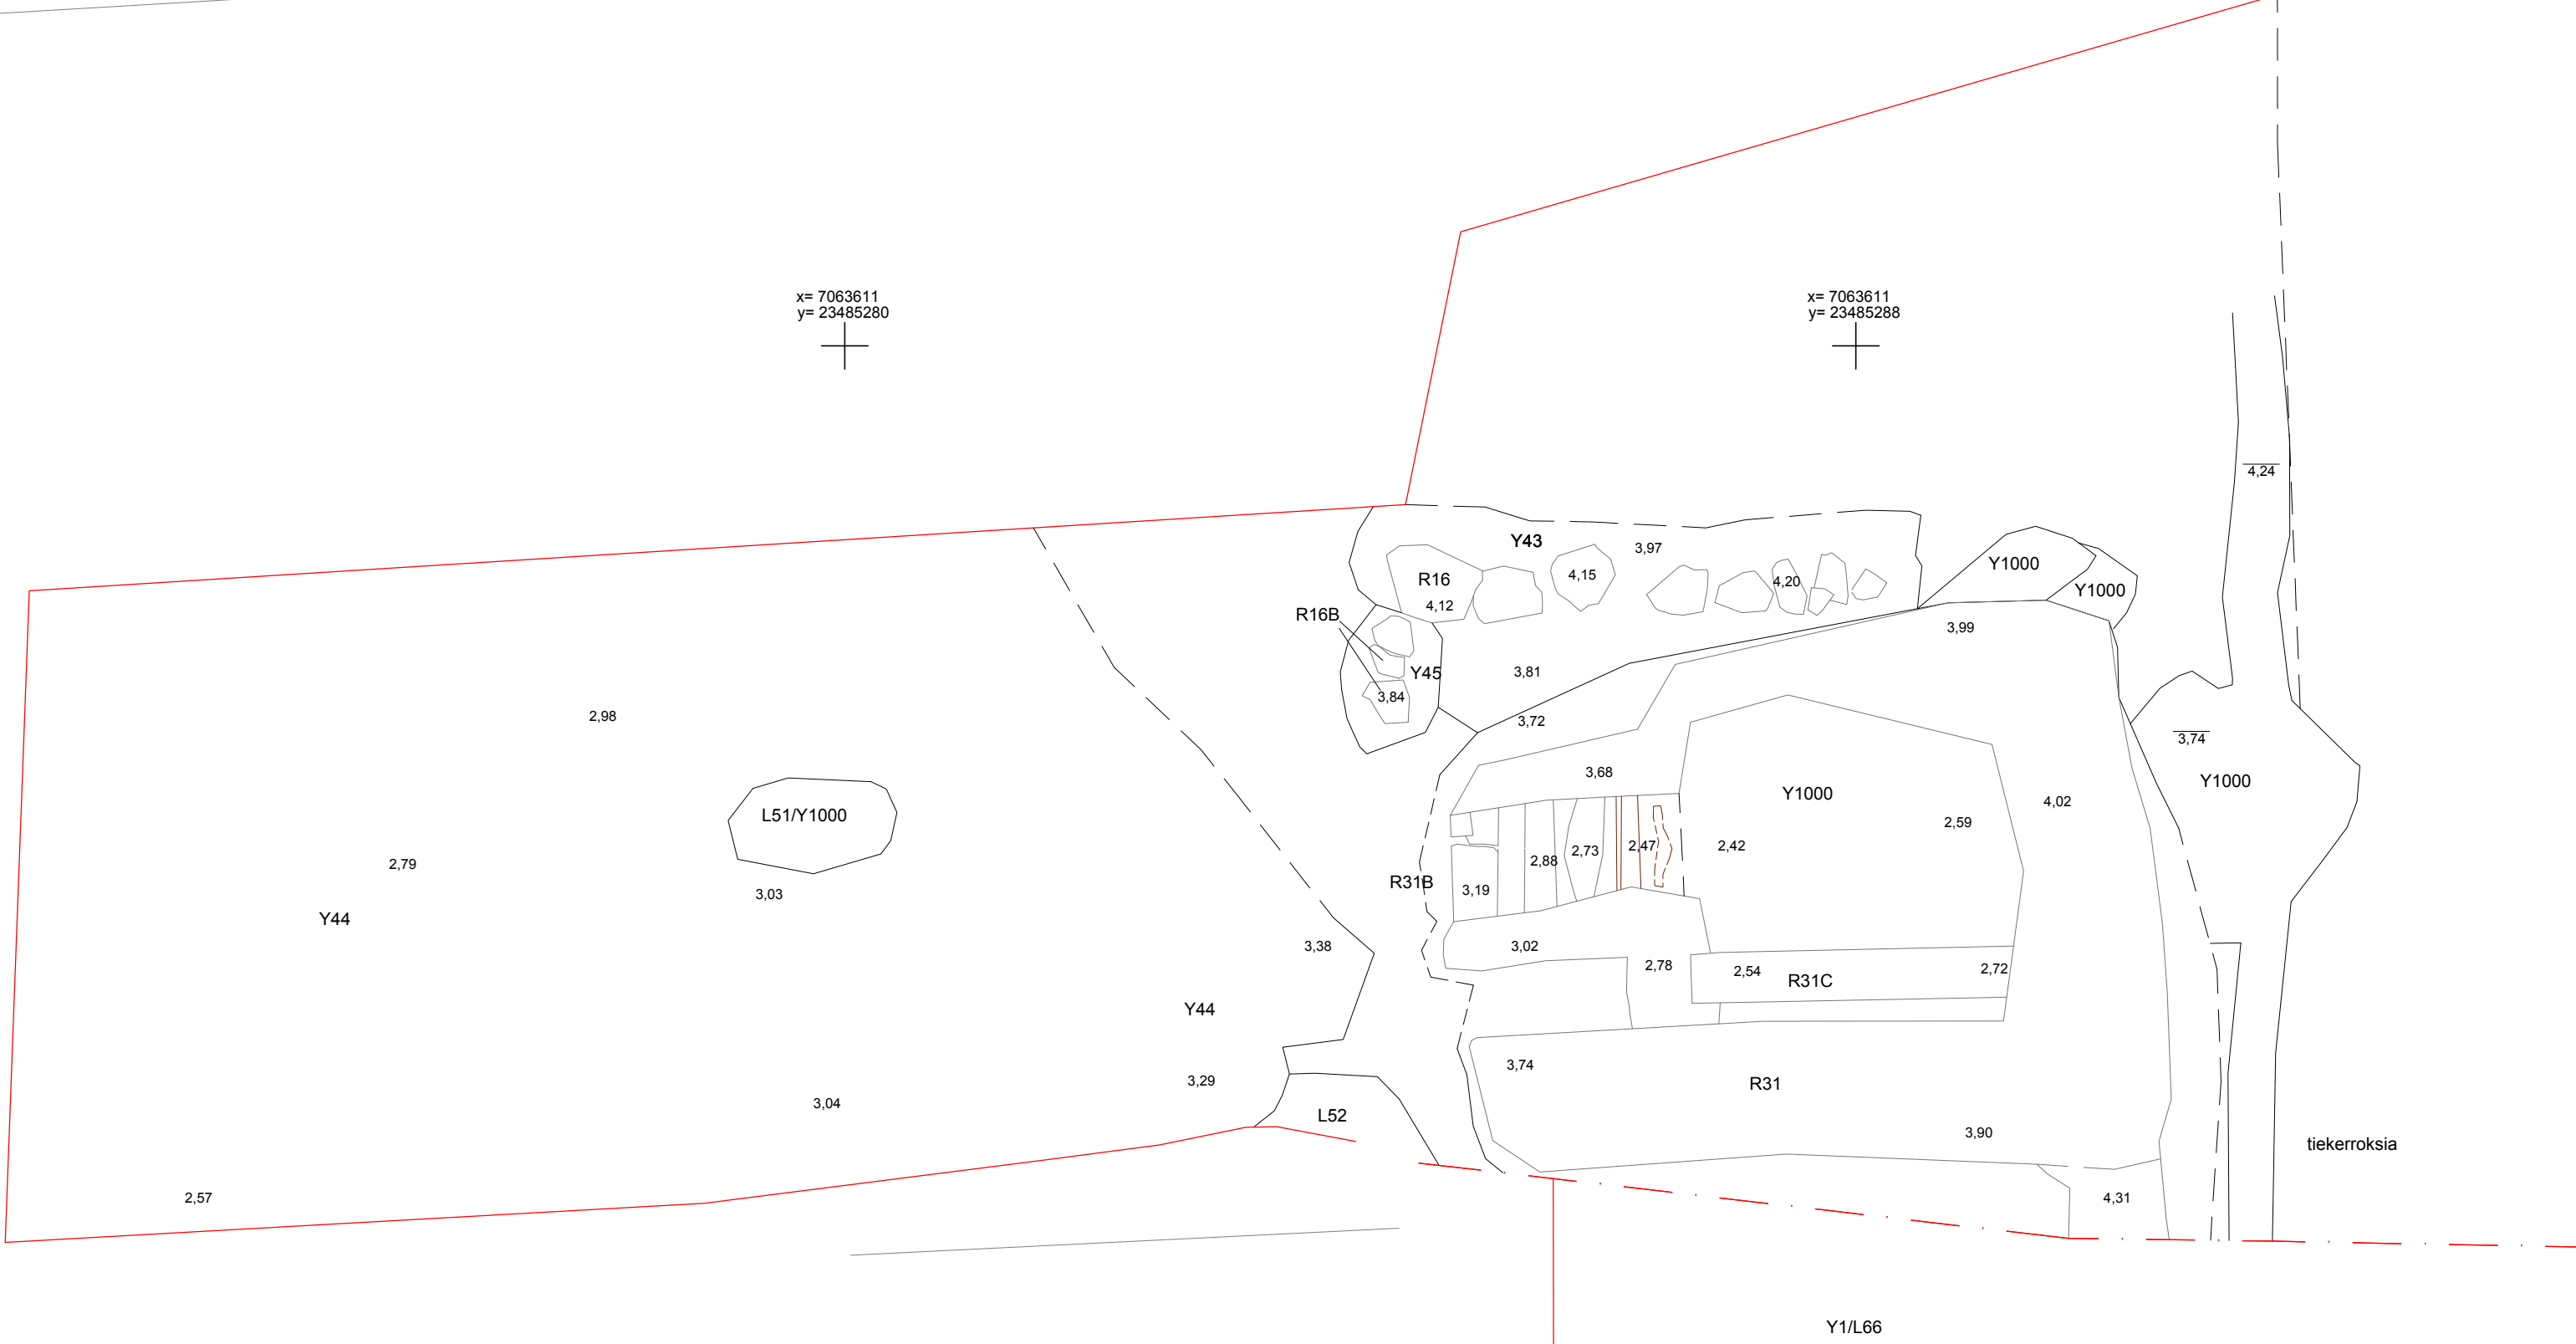 x= 7063611
y= 23485280
x= 7063611
y= 23485288
4,24
Y43
3,97
Y1000
R16
4,15
4,20
Y1000
4,12
R16B
3,99
Y45
3,81
3,84
2,98
3,72
3,74
3,68
Y1000
Y1000
4,02
L51/Y1000
2,59
2,47
2,42
2,73
2,88
2,79
R31B
3,19
3,03
Y44
3,38
3,02
2,78
2,54
2,72
R31C
Y44
3,74
3,29
R31
3,04
L52
3,90
tiekerroksia
2,57
4,31
Y1/L66